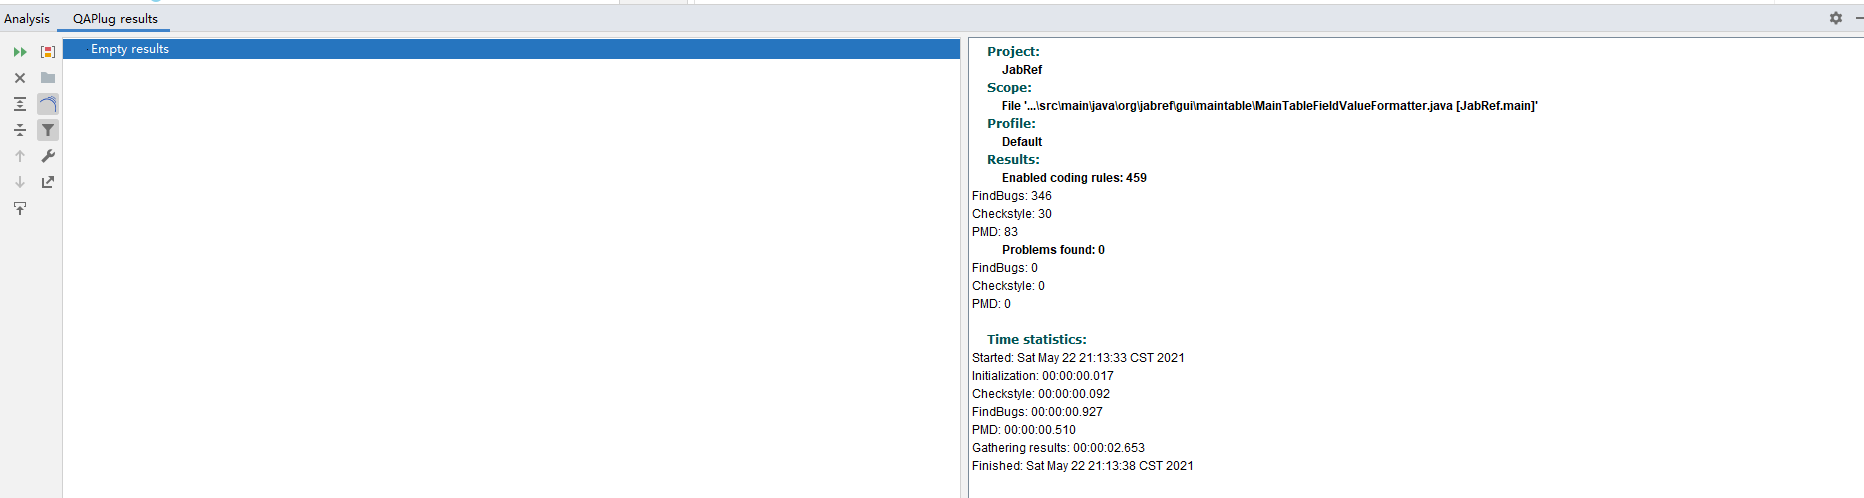 Analysis QAPlug results
Empty results
Project:
JabRef
Scope:
File '...\src\main\java\org\jabref\gui\maintable\MainTableFieldValueFormatter.java [JabRef.main]'
Profile:
Default
Results:
Enabled coding rules: 459
FindBugs: 346
Checkstyle: 30
PMD: 83
Problems found: 0
FindBugs: 0
Checkstyle: 0
PMD: 0
Time statistics:
Started: Sat May 22 21:13:33 CST 2021
Initialization: 00:00:00.017
Checkstyle: 00:00:00.092
FindBugs: 00:00:00.927
PMD: 00:00:00.510
Gathering results: 00:00:02.653
Finished: Sat May 22 21:13:38 CST 2021